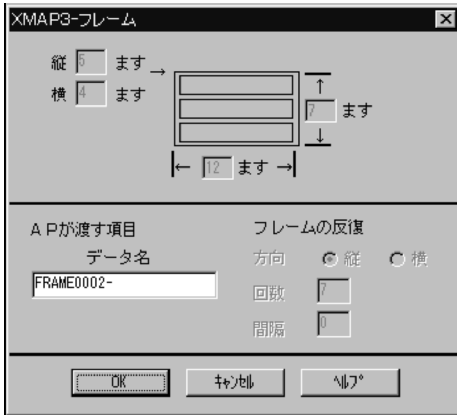 XMAP3-フレーム
縦 5 ます→
横 4 ます
↑
7 ます
↓
← 12 ます →
APが渡す項目
データ名
FRAME0002-
フレームの反復
方向 縦 横
回数 7
間隔 0
OK キャンセル ヘルプ